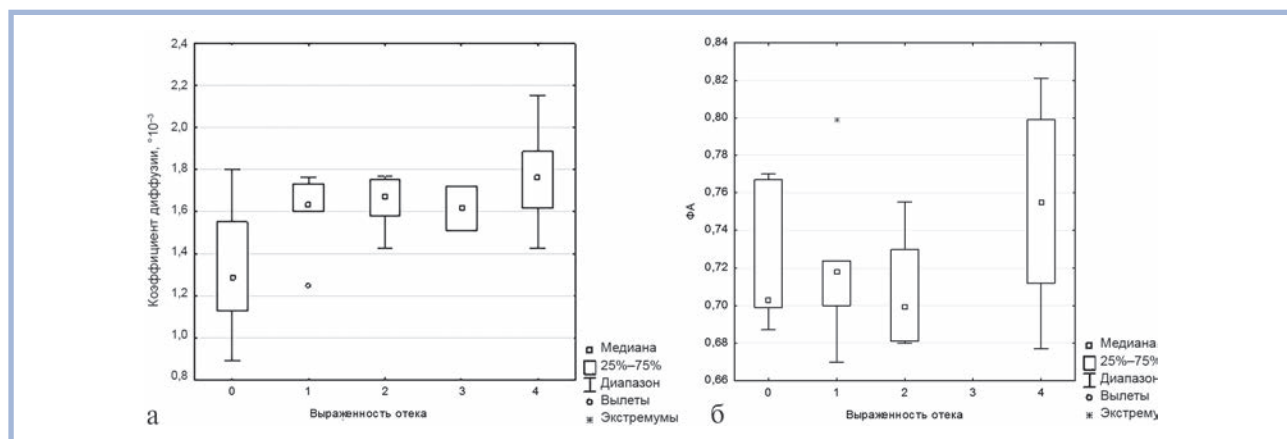 2,4
2,2
2,0
1,8
1,6
1,4
1,2
1,0
0,8
Коэффициент диффузии, °10⁻³
0 1 2 3 4
Выраженность отека
Медиана
25%–75%
Диапазон
Вылеты
Экстремумы
а
0,84
0,82
0,80
0,78
0,76
0,74
0,72
0,70
0,68
0,66
ФА
0 1 2 3 4
Выраженность отека
Медиана
25%–75%
Диапазон
Вылеты
Экстрему
б